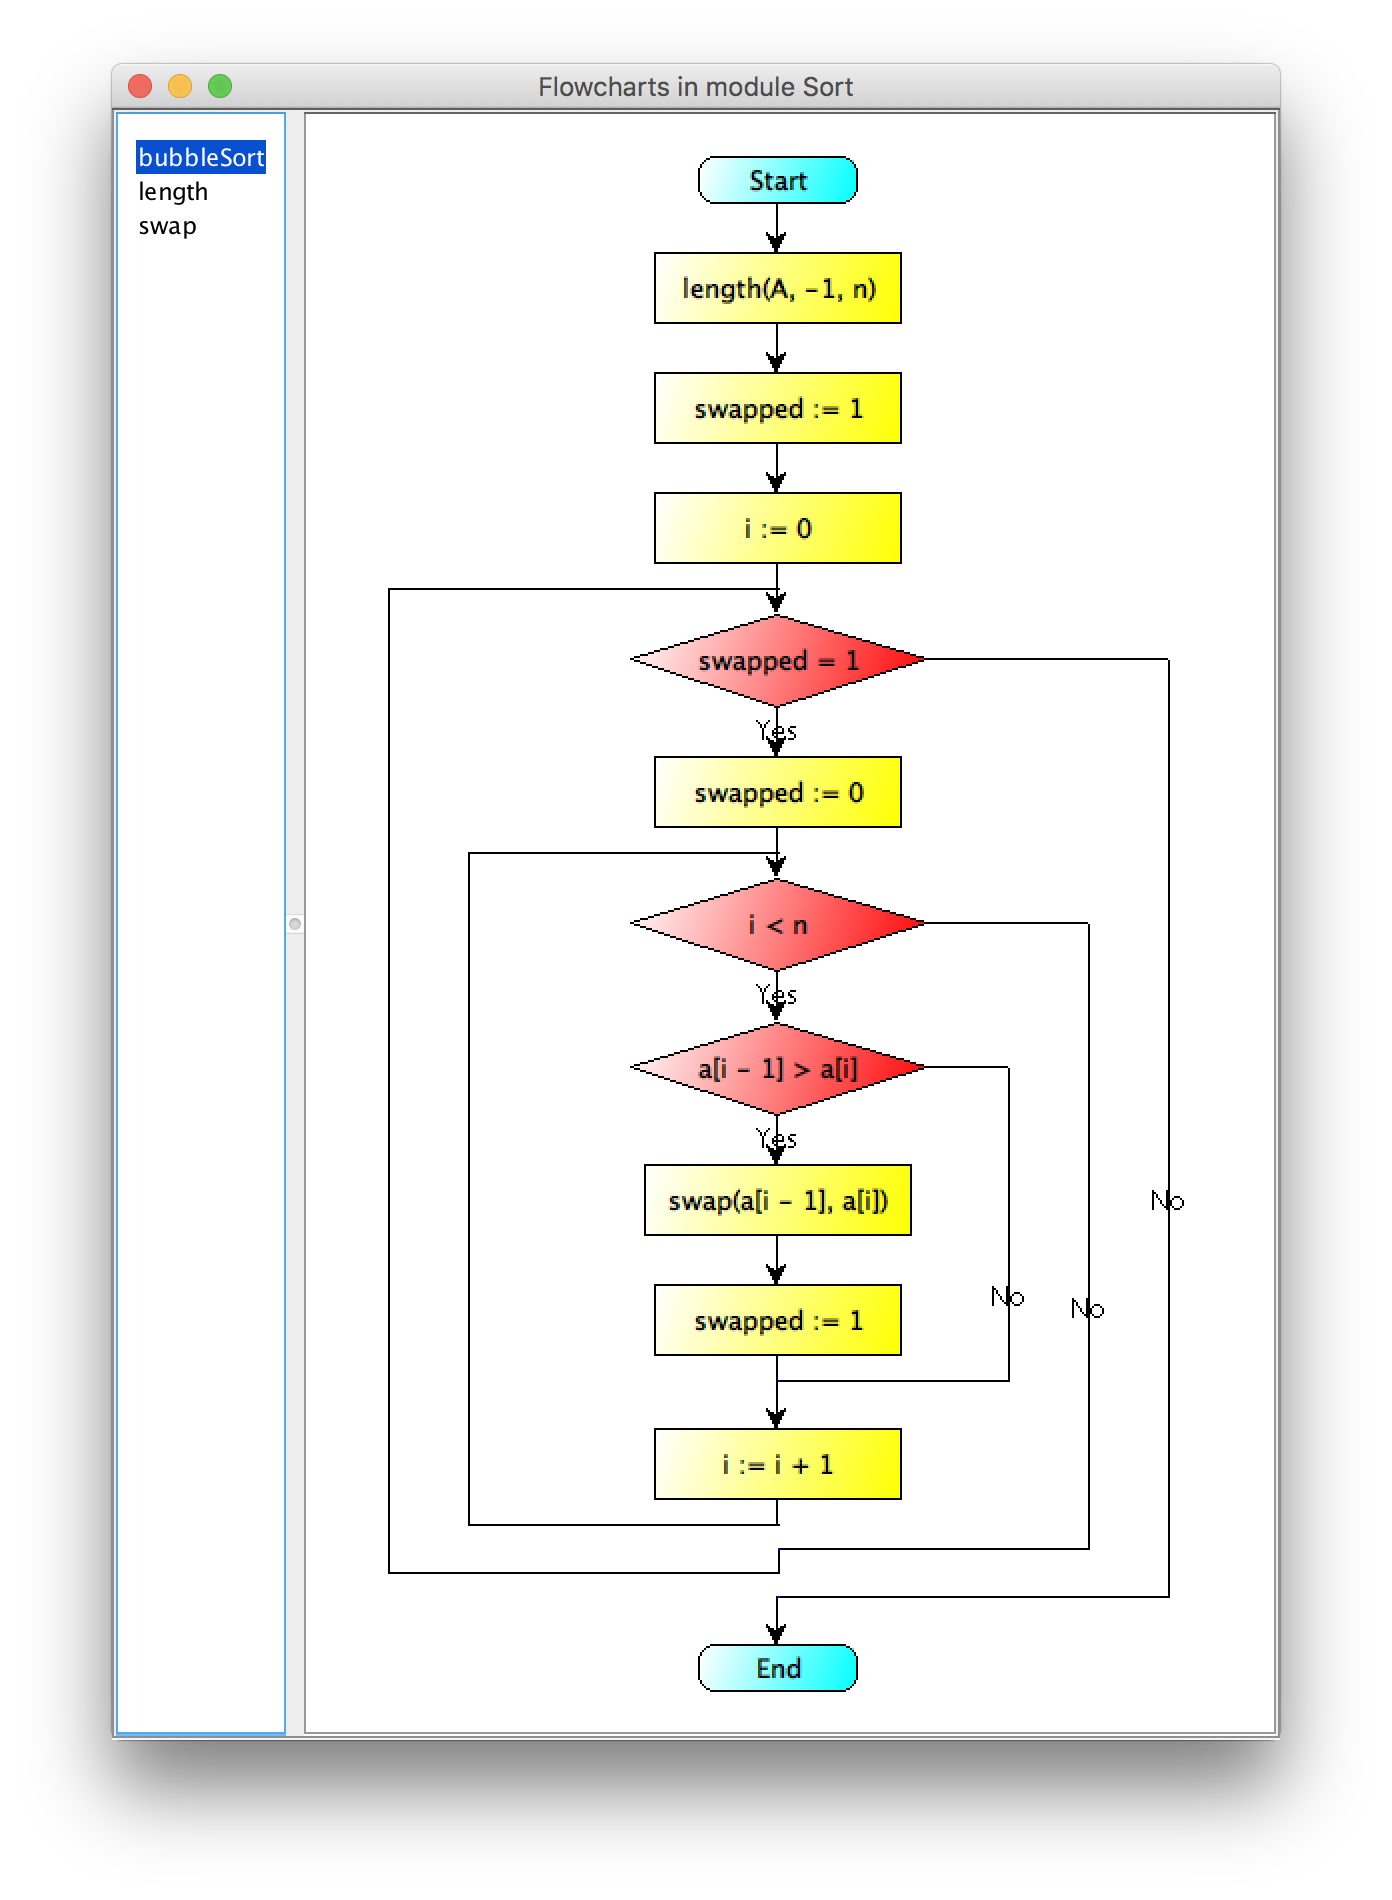 Flowcharts in module Sort
bubbleSort
length
swap
Start
length(A, -1, n)
swapped := 1
i := 0
swapped = 1
Yes
swapped := 0
i < n
Yes
a[i - 1] > a[i]
Yes
swap(a[i - 1], a[i])
No
swapped := 1
No
No
i := i + 1
End